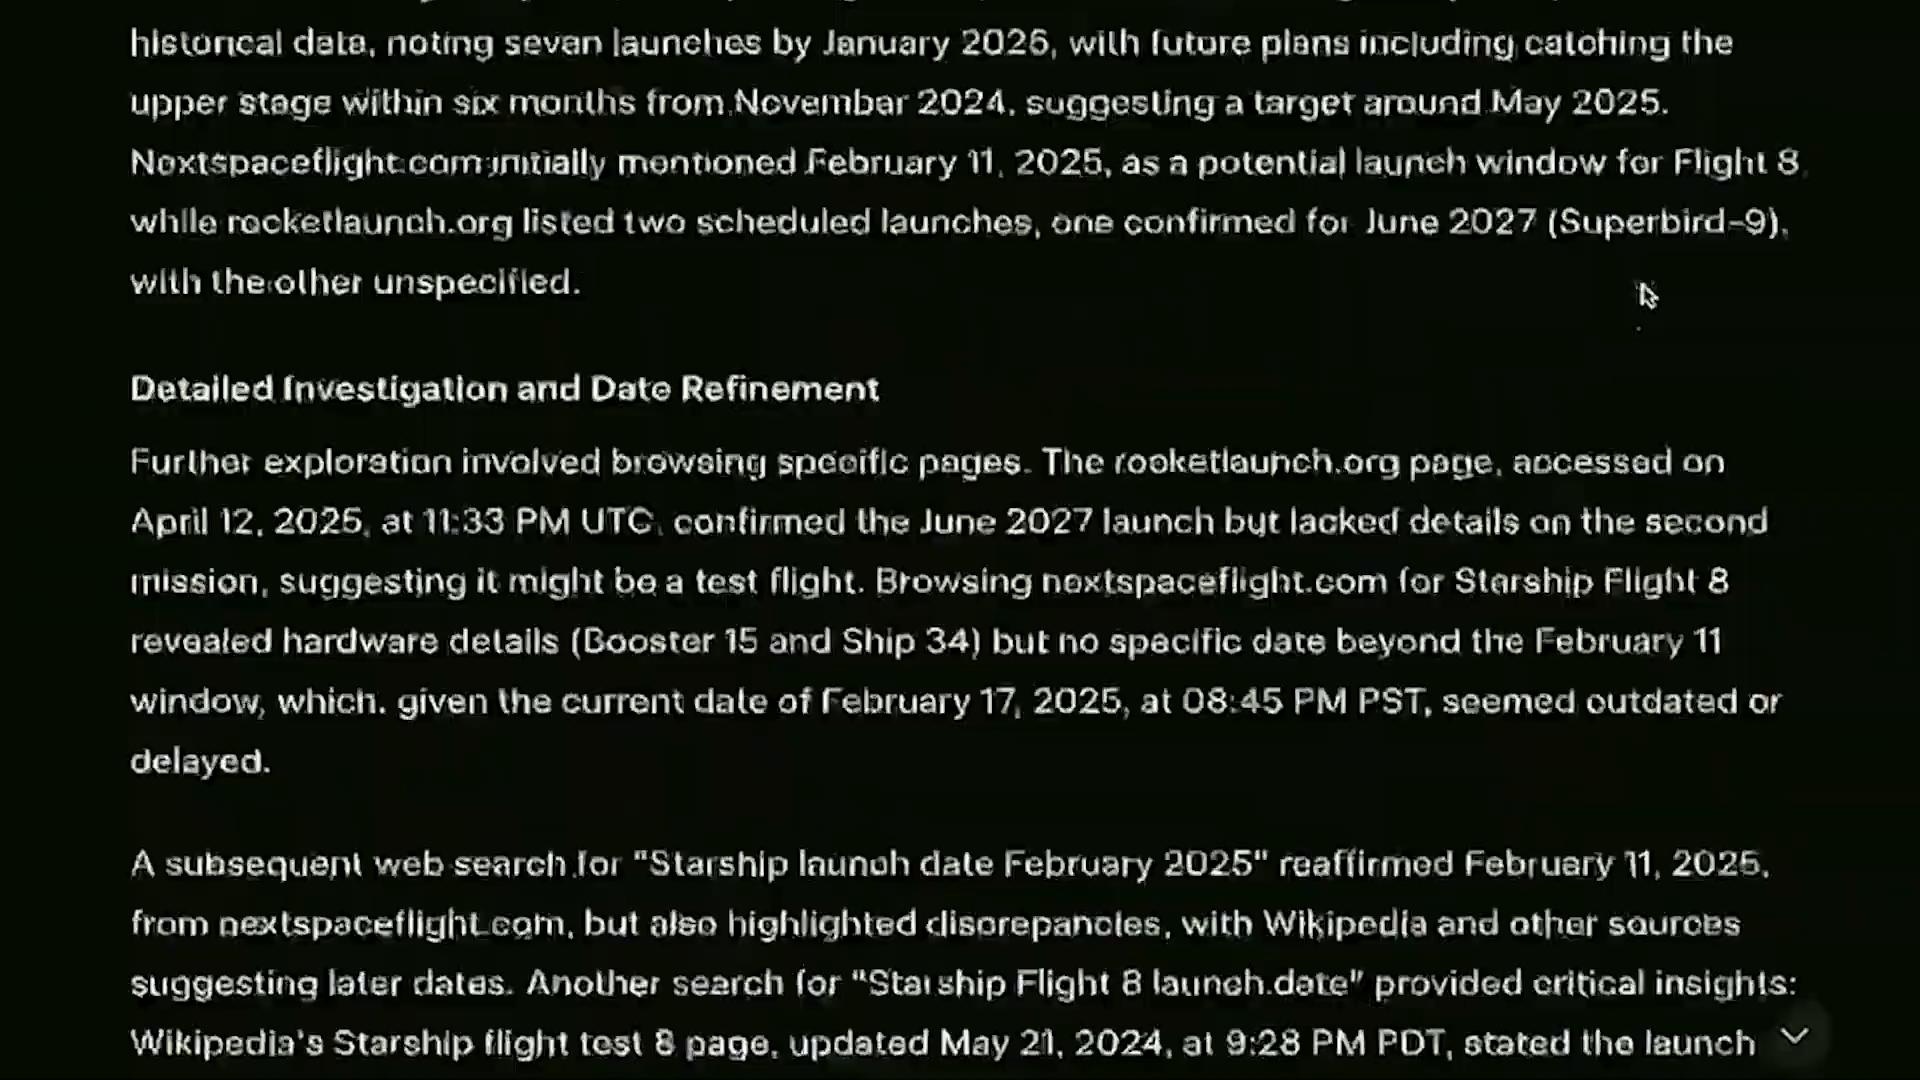 historical data, noting seven launches by January 2025, with future plans including catching the
upper stage within six months from November 2024, suggesting a target around May 2025.
Nextspaceflight.com initially mentioned February 11, 2025, as a potential launch window for Flight 8,
while rocketlaunch.org listed two scheduled launches, one confirmed for June 2027 (Superbird-9),
with the other unspecified.
Detailed Investigation and Date Refinement
Further exploration involved browsing specific pages. The rocketlaunch.org page, accessed on
April 12, 2025, at 11:33 PM UTC, confirmed the June 2027 launch but lacked details on the second
mission, suggesting it might be a test flight. Browsing nextspaceflight.com for Starship Flight 8
revealed hardware details (Booster 15 and Ship 34) but no specific date beyond the February 11
window, which, given the current date of February 17, 2025, at 08:45 PM PST, seemed outdated or
delayed.
A subsequent web search for "Starship launch date February 2025" reaffirmed February 11, 2025,
from nextspaceflight.com, but also highlighted discrepancies, with Wikipedia and other sources
suggesting later dates. Another search for "Starship Flight 8 launch date" provided critical insights:
Wikipedia's Starship flight test 8 page, updated May 21, 2024, at 9:28 PM PDT, stated the launch